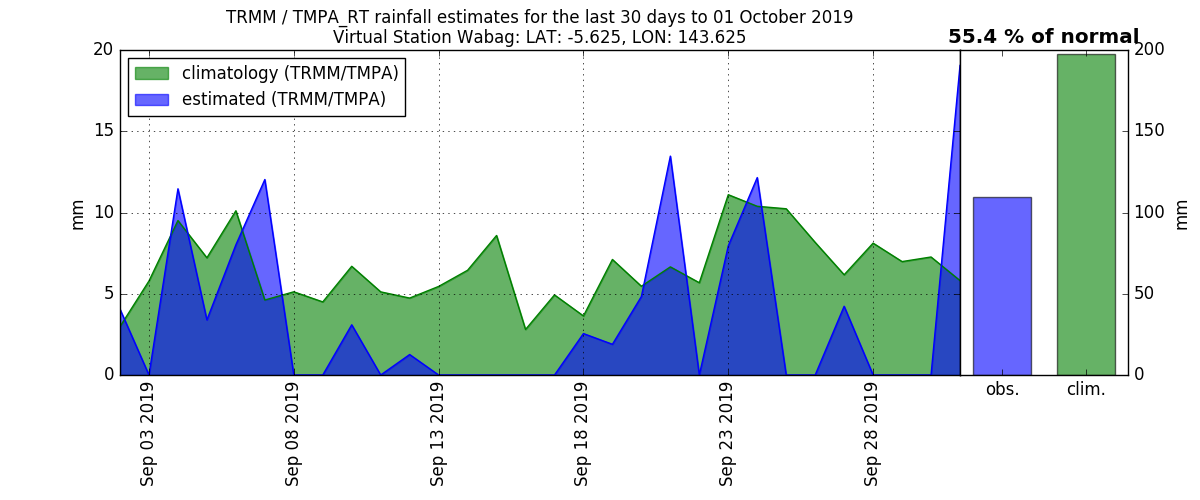 TRMM / TMPA_RT rainfall estimates for the last 30 days to 01 October 2019
Virtual Station Wabag: LAT: -5.625, LON: 143.625
55.4 % of normal
climatology (TRMM/TMPA)
estimated (TRMM/TMPA)
20
15
10
5
0
mm
Sep 03 2019
Sep 08 2019
Sep 13 2019
Sep 18 2019
Sep 23 2019
Sep 28 2019
200
150
100
50
0
mm
obs.
clim.